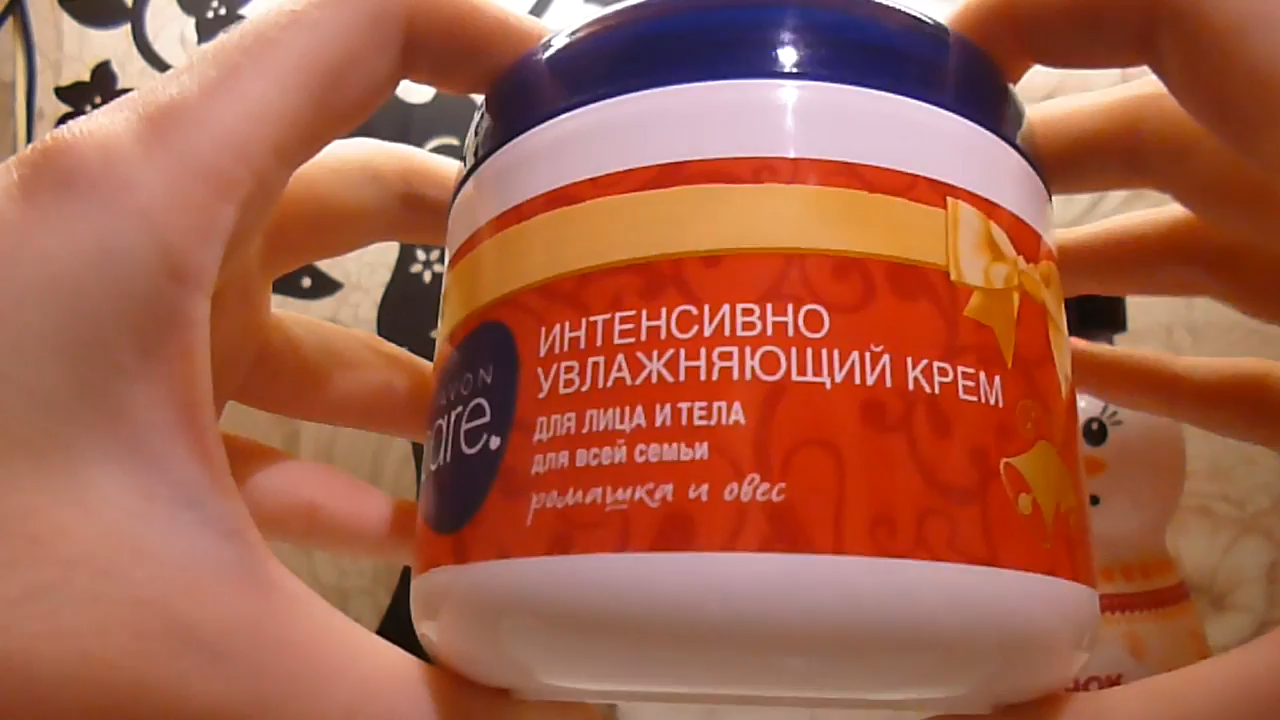 ИНТЕНСИВНО
УВЛАЖНЯЮЩИЙ КРЕМ
ДЛЯ ЛИЦА И ТЕЛА
для всей семьи
ромашка и овес
AVON
care.